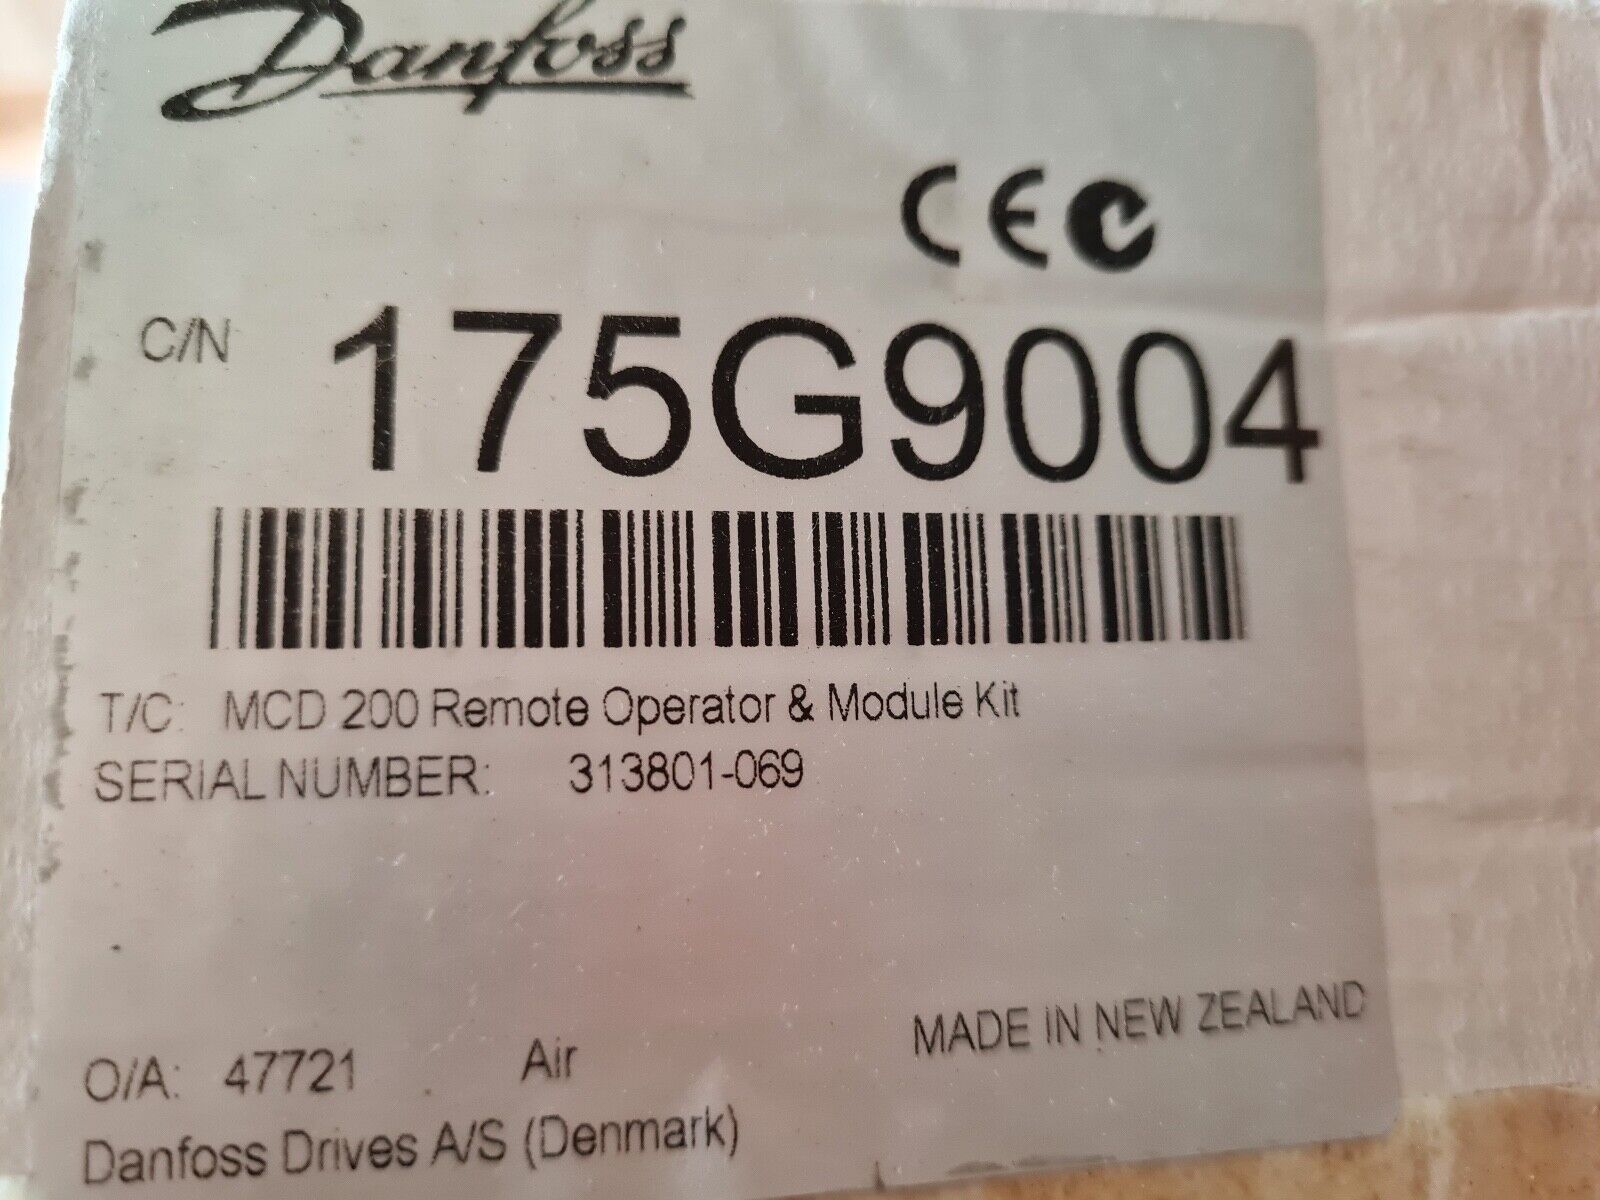 Danfoss
CE
C/N 175G9004
T/C: MCD 200 Remote Operator & Module Kit
SERIAL NUMBER: 313801-069
MADE IN NEW ZEALAND
O/A: 47721 Air
Danfoss Drives A/S (Denmark)